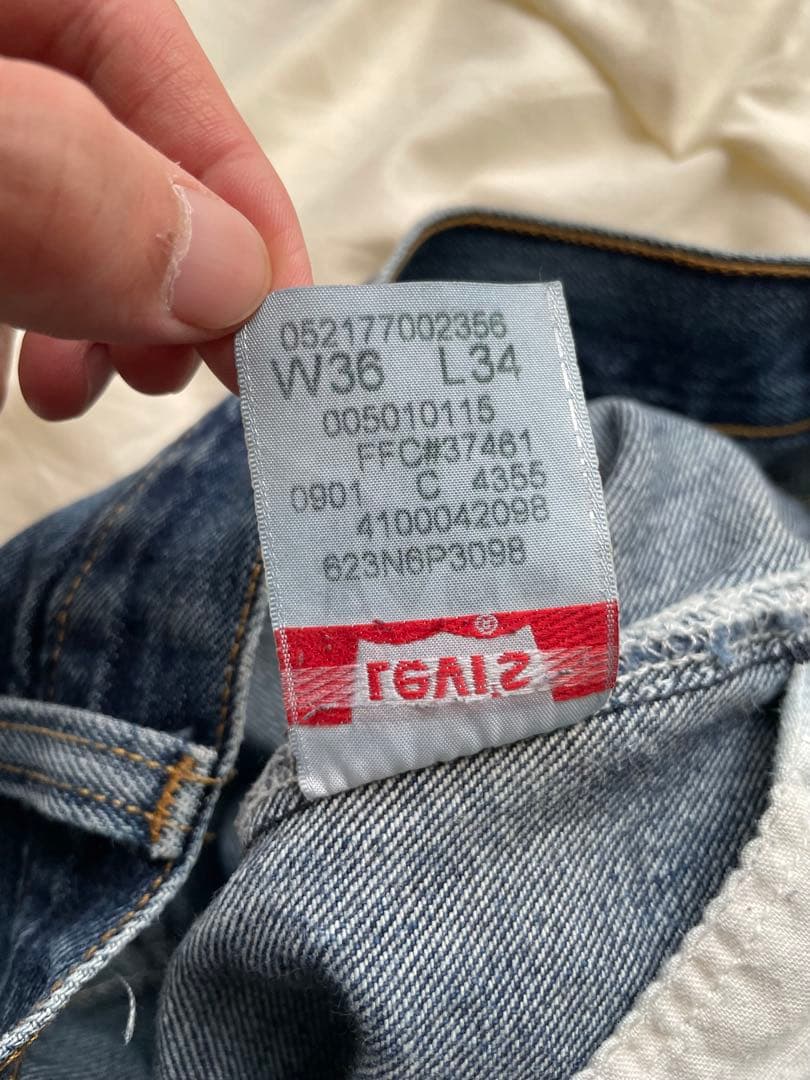 052177002356
W36 L34
005010115
FFC#37461
0901 C 4355
4100042098
623N6P3098
®
LEVI'S